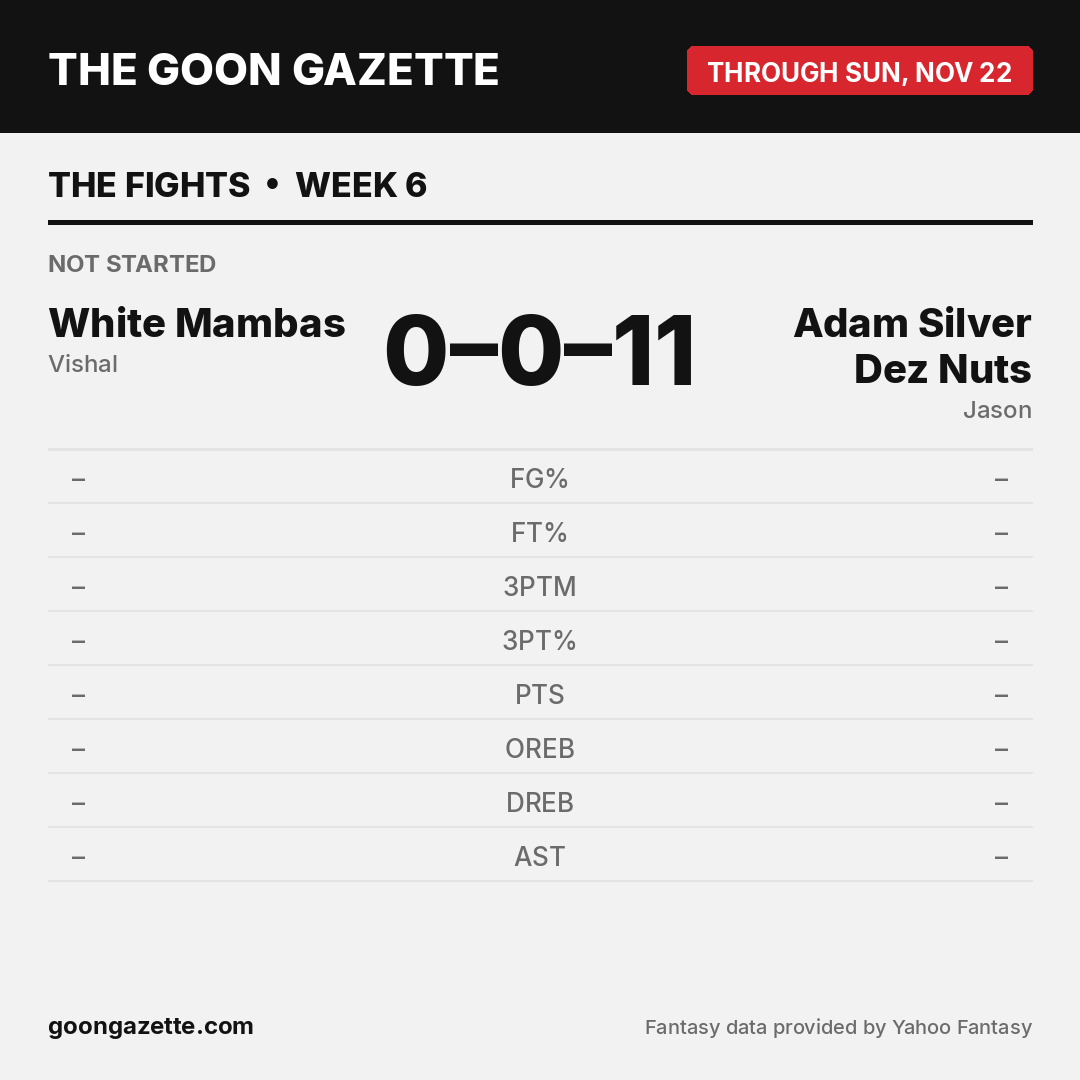 THE GOON GAZETTE
THROUGH SUN, NOV 22
THE FIGHTS • WEEK 6
NOT STARTED
White Mambas
Vishal
0–0–11
Adam Silver
Dez Nuts
Jason
– FG% –
– FT% –
– 3PTM –
– 3PT% –
– PTS –
– OREB –
– DREB –
– AST –
goongazette.com
Fantasy data provided by Yahoo Fantasy